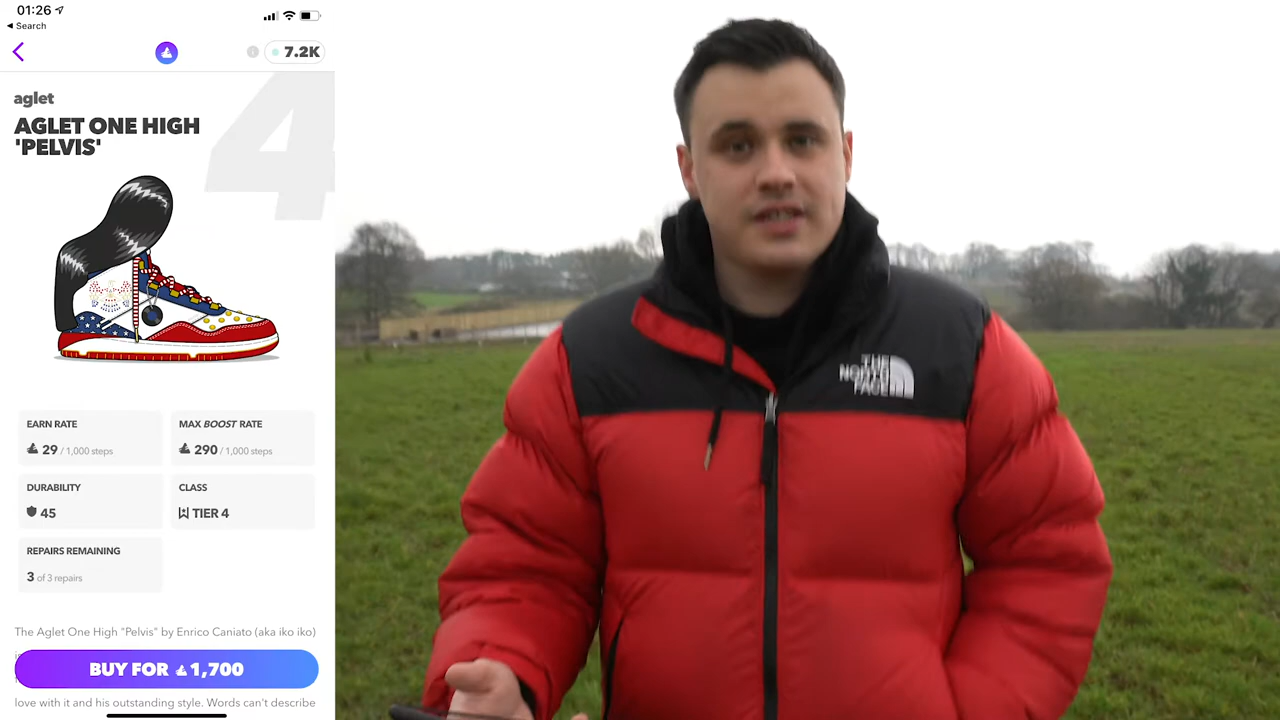 01:26
Search
7.2K
aglet
4
AGLET ONE HIGH
'PELVIS'
EARN RATE
29 / 1,000 steps
MAX BOOST RATE
290 / 1,000 steps
DURABILITY
45
CLASS
TIER 4
REPAIRS REMAINING
3 of 3 repairs
The Aglet One High "Pelvis" by Enrico Caniato (aka iko iko)
BUY FOR 1,700
love with it and his outstanding style. Words can't describe
THE
NORTH
FACE